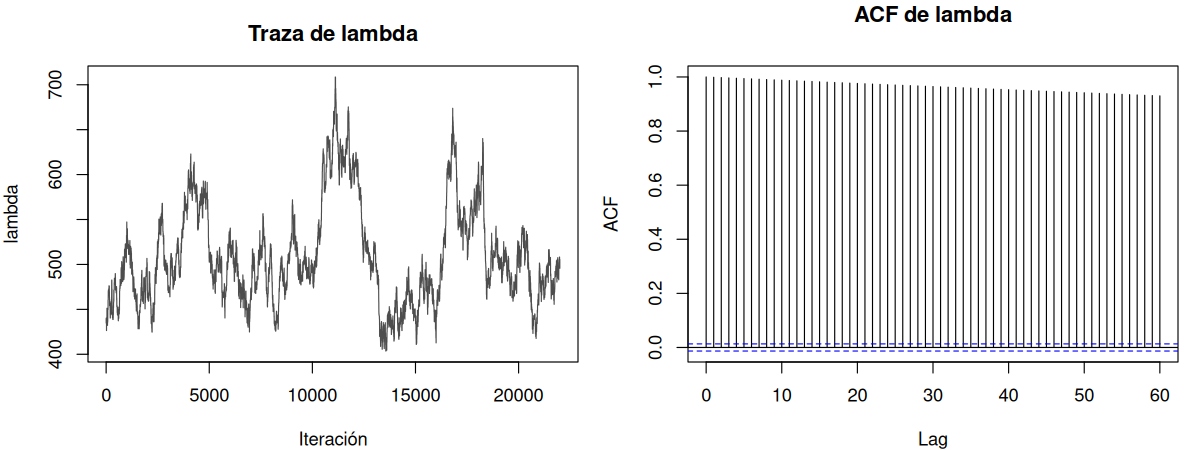 Traza de lambda
lambda
700
600
500
400
0 5000 10000 15000 20000
Iteración
ACF de lambda
ACF
1.0
0.8
0.6
0.4
0.2
0.0
0 10 20 30 40 50 60
Lag